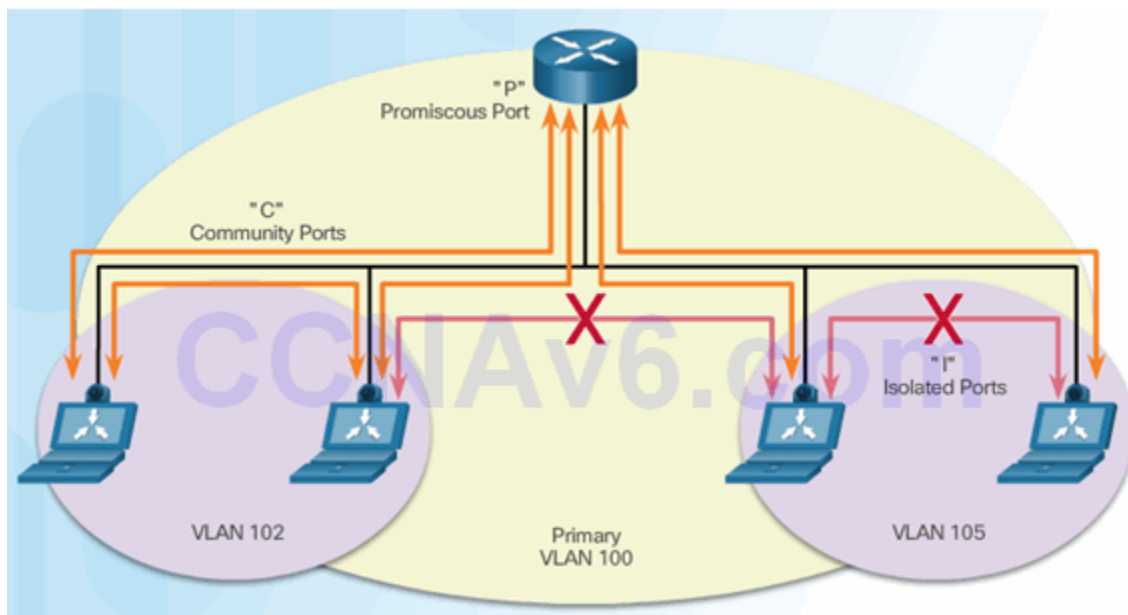 "P"
Promiscous Port
"C"
Community Ports
CCNAv6.com
"I"
Isolated Ports
VLAN 102
Primary
VLAN 100
VLAN 105